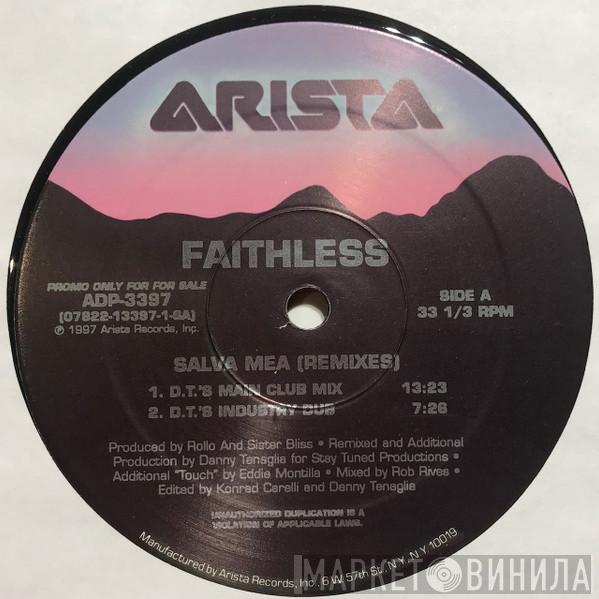 ARISTA
FAITHLESS
PROMO ONLY FOR FOR SALE
ADP-3397
(07822-13397-1-SA)
℗ 1997 Arista Records, Inc.
SIDE A
33 1/3 RPM
SALVA MEA (REMIXES)
1. D.T.'S MAIN CLUB MIX 13:23
2. D.T.'S INDUSTRY DUB 7:26
Produced by Rollo And Sister Bliss • Remixed and Additional
Production by Danny Tenaglia for Stay Tuned Productions •
Additional "Touch" by Eddie Montilla • Mixed by Rob Rives •
Edited by Konrad Carelli and Danny Tenaglia
UNAUTHORIZED DUPLICATION IS A
VIOLATION OF APPLICABLE LAWS.
Manufactured by Arista Records, Inc., 6 W. 57th St., N.Y. N.Y. 10019
МАРКЕТ ВИНИЛА